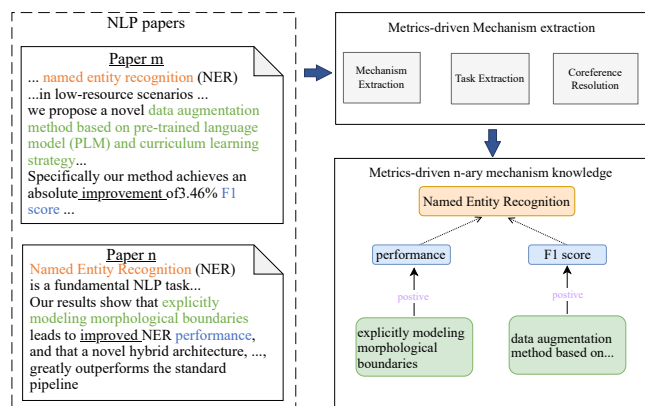 NLP papers
Paper m
... named entity recognition (NER)
...in low-resource scenarios ...
we propose a novel data augmentation
method based on pre-trained language
model (PLM) and curriculum learning
strategy...
Specifically our method achieves an
absolute improvement of3.46% F1
score ...
Paper n
Named Entity Recognition (NER)
is a fundamental NLP task...
Our results show that explicitly
modeling morphological boundaries
leads to improved NER performance,
and that a novel hybrid architecture, ...,
greatly outperforms the standard
pipeline
Metrics-driven Mechanism extraction
Mechanism
Extraction
Task Extraction
Coreference
Resolution
Metrics-driven n-ary mechanism knowledge
Named Entity Recognition
performance
F1 score
postive
postive
explicitly modeling
morphological
boundaries
data augmentation
method based on...